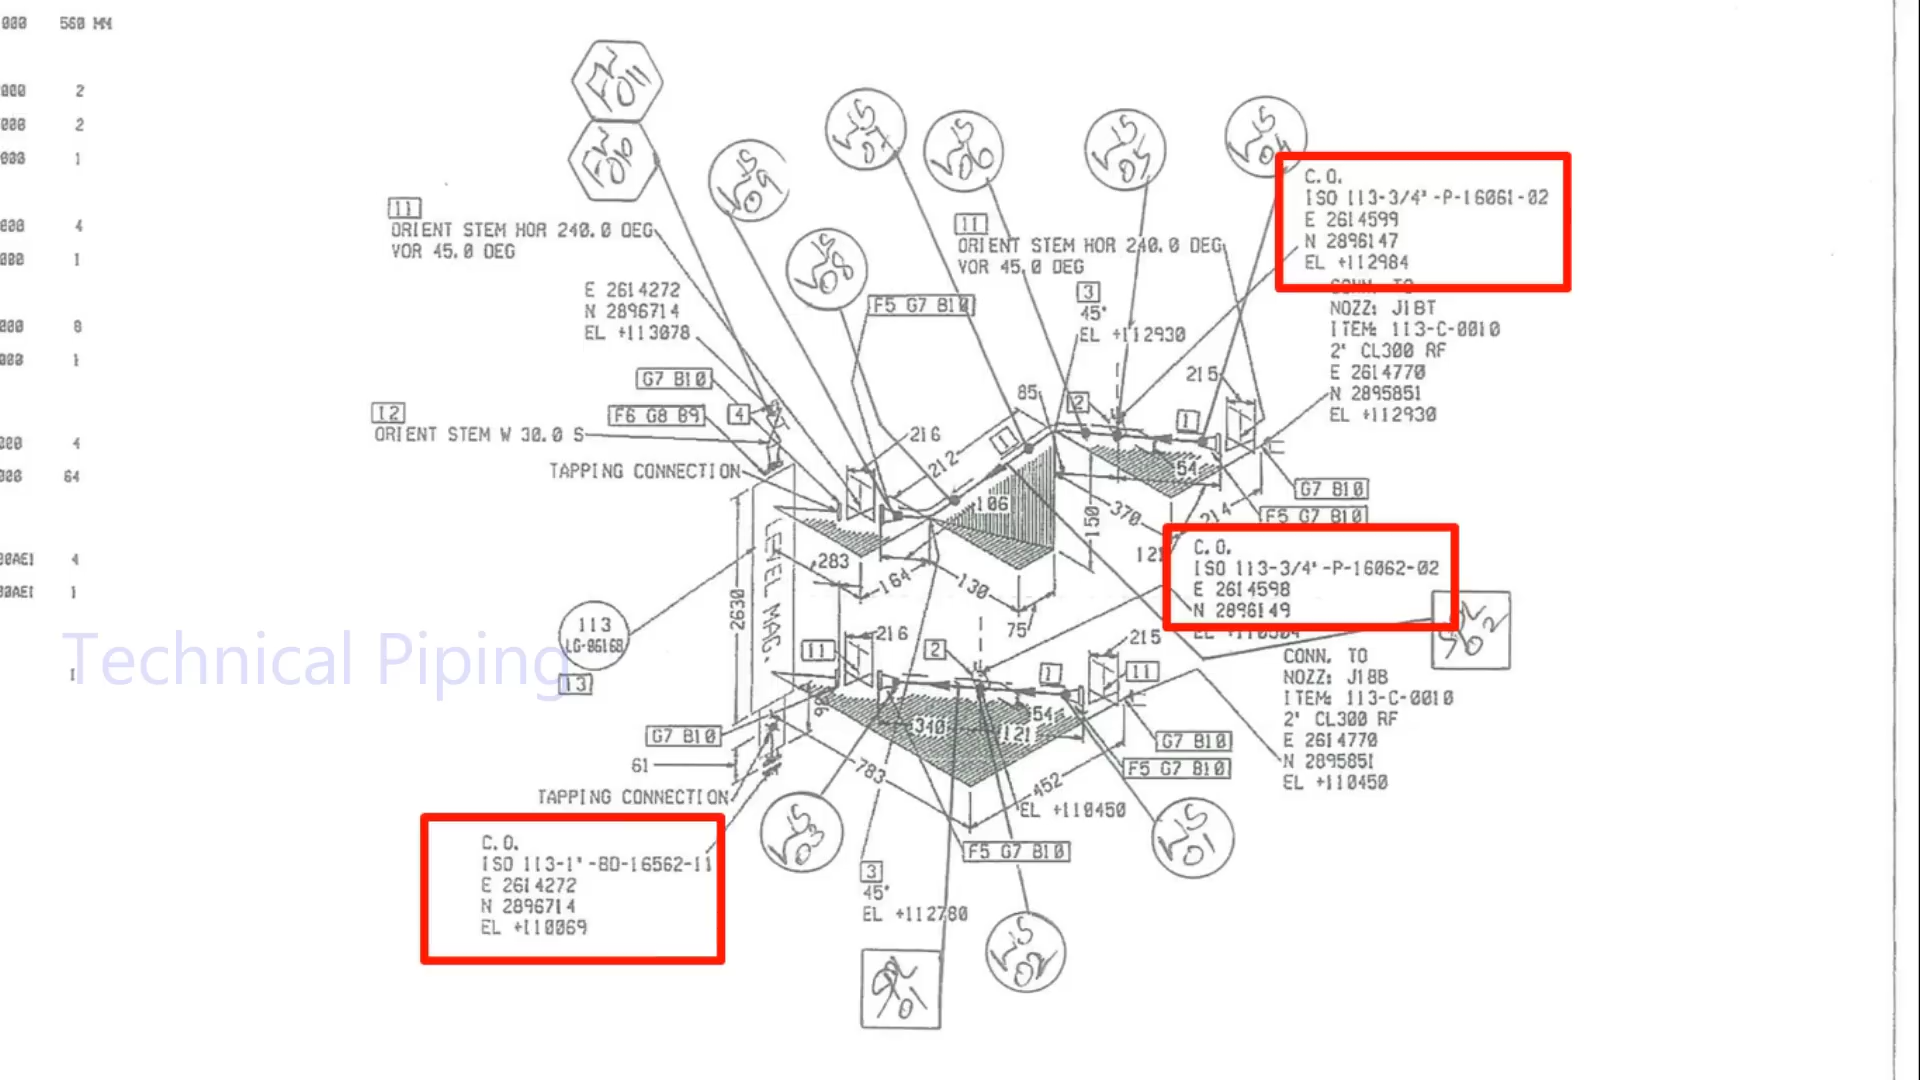 560 MM
2
2
1
4
1
8
1
4
64
4
1
1
11
ORIENT STEM HOR 240.0 DEG
VOR 45.0 DEG
E 2614272
N 2896714
EL +113078
G7 B10
F6 G8 B9
4
12
ORIENT STEM W 30.0 S
TAPPING CONNECTION
F5 G7 B10
11
ORIENT STEM HOR 240.0 DEG
VOR 45.0 DEG
3
45°
EL +112930
C.O.
ISO 113-3/4"-P-16061-02
E 2614599
N 2896147
EL +112984
CONN. TO
NOZZ: J1BT
ITEM: 113-C-0010
2" CL300 RF
E 2614770
N 2895851
EL +112930
215
85
2
1
1
216
212
106
54
G7 B10
F5 G7 B10
214
370
150
283
164
130
75
2630
113
LG-96168
13
Technical Piping
C.O.
ISO 113-3/4"-P-16062-02
E 2614598
N 2896149
CONN. TO
NOZZ: J1BB
ITEM: 113-C-0010
2" CL300 RF
E 2614770
N 2895851
EL +110450
11
216
2
215
1
11
340
54
121
G7 B10
G7 B10
F5 G7 B10
61
783
452
EL +110450
TAPPING CONNECTION
F5 G7 B10
C.O.
ISO 113-1"-BD-16562-11
E 2614272
N 2896714
EL +110069
3
45°
EL +112780